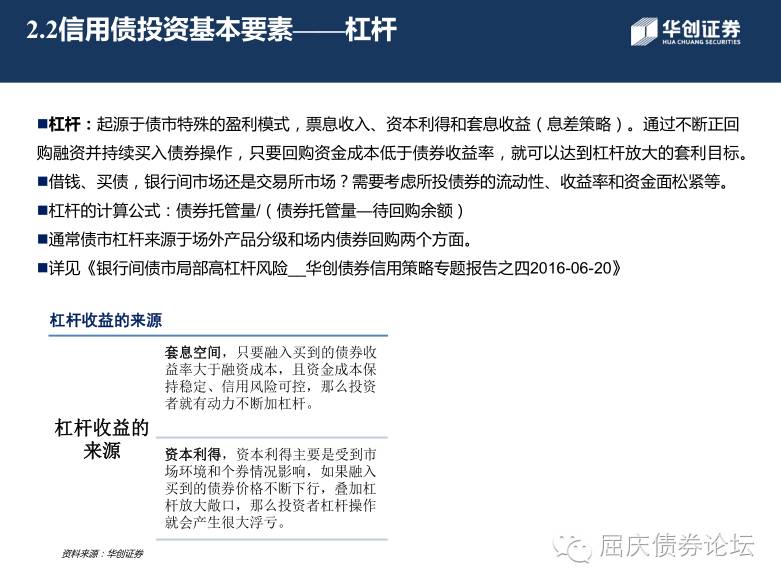 2.2信用债投资基本要素——杠杆
华创证券
HUA CHUANG SECURITIES
■杠杆：起源于债市特殊的盈利模式，票息收入、资本利得和套息收益（息差策略）。通过不断正回
购融资并持续买入债券操作，只要回购资金成本低于债券收益率，就可以达到杠杆放大的套利目标。
■借钱、买债，银行间市场还是交易所市场？需要考虑所投债券的流动性、收益率和资金面松紧等。
■杠杆的计算公式：债券托管量/（债券托管量—待回购余额）
■通常债市杠杆来源于场外产品分级和场内债券回购两个方面。
■详见《银行间债市局部高杠杆风险__华创债券信用策略专题报告之四2016-06-20》
杠杆收益的来源
杠杆收益的
来源
套息空间，只要融入买到的债券收
益率大于融资成本，且资金成本保
持稳定、信用风险可控，那么投资
者就有动力不断加杠杆。
资本利得，资本利得主要是受到市
场环境和个券情况影响，如果融入
买到的债券价格不断下行，叠加杠
杆放大敞口，那么投资者杠杆操作
就会产生很大浮亏。
资料来源：华创证券
屈庆债券论坛